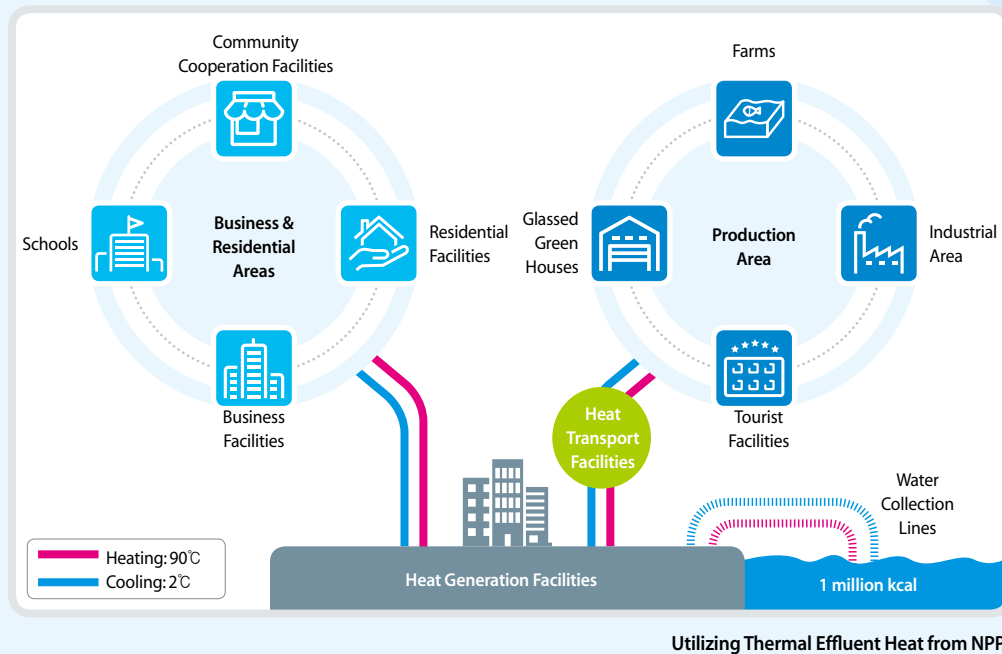 Community
Cooperation Facilities
Schools
Business &
Residential
Areas
Residential
Facilities
Business
Facilities
Farms
Glassed
Green
Houses
Production
Area
Industrial
Area
Tourist
Facilities
Heat
Transport
Facilities
Water
Collection
Lines
Heating: 90℃
Cooling: 2℃
Heat Generation Facilities
1 million kcal
Utilizing Thermal Effluent Heat from NPP